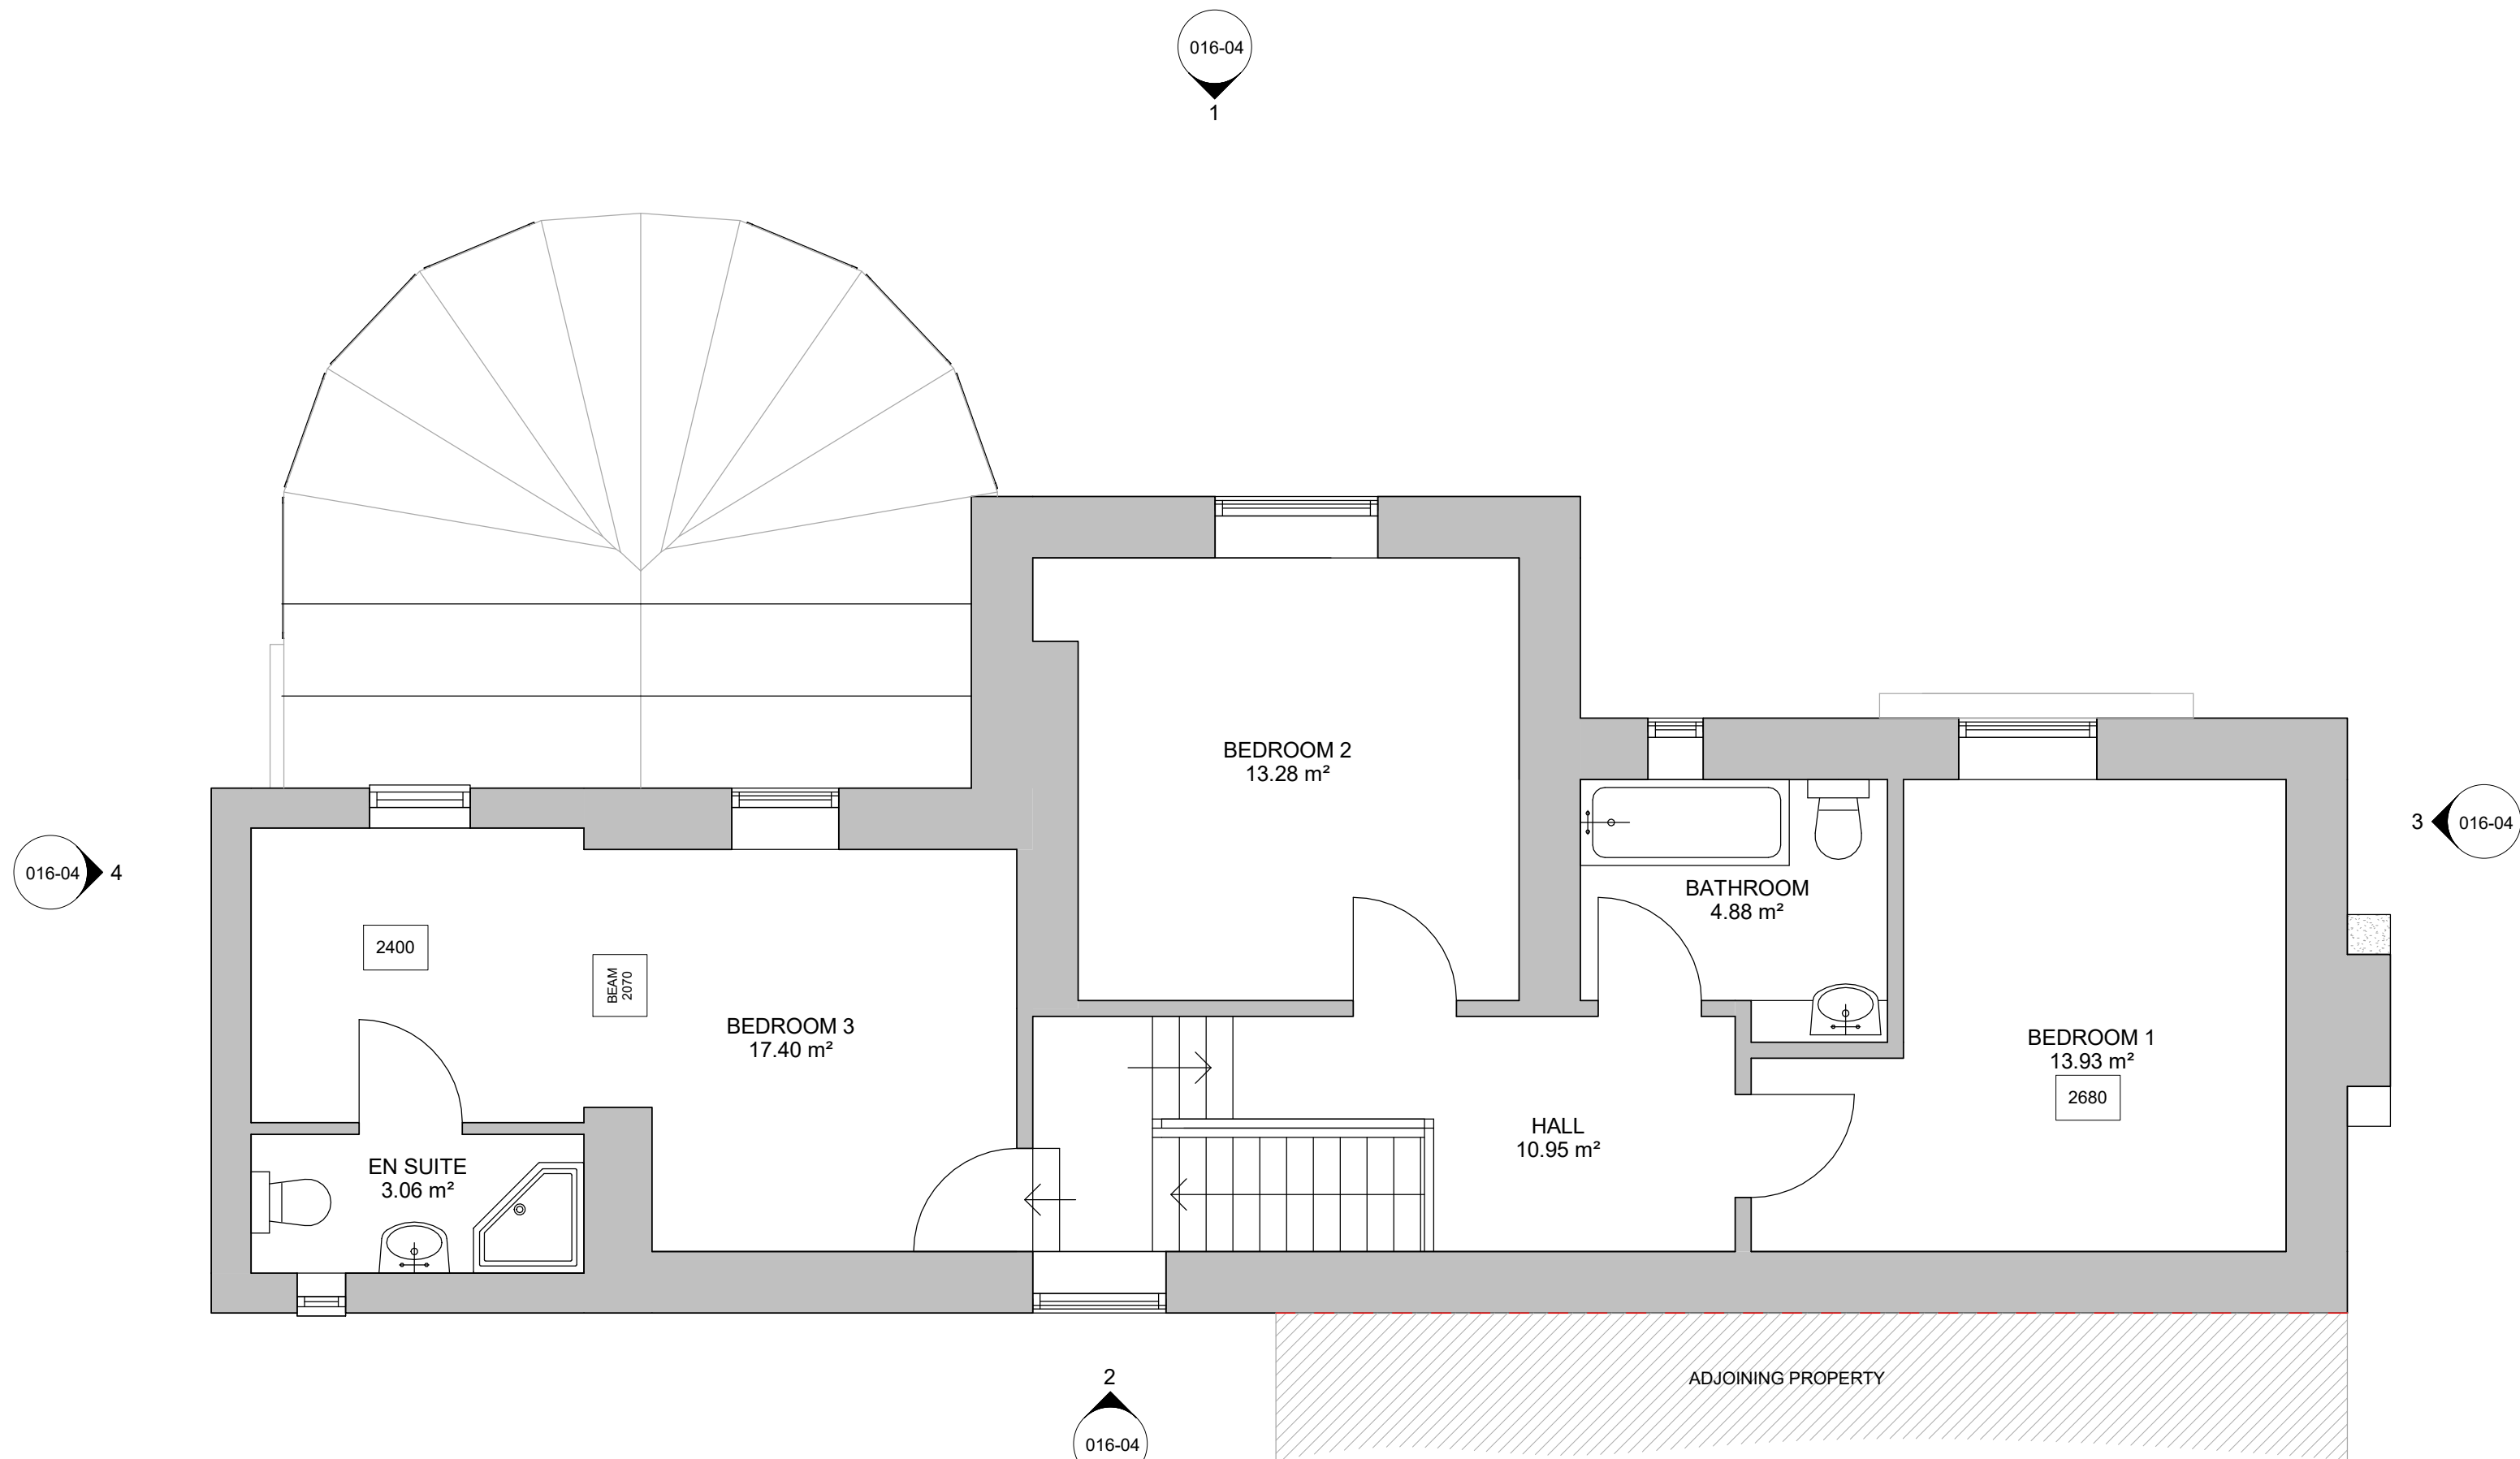 016-04
1
BEDROOM 2
13.28 m²
3
016-04
016-04
4
BATHROOM
4.88 m²
2400
BEAM
2070
BEDROOM 3
17.40 m²
BEDROOM 1
13.93 m²
2680
HALL
10.95 m²
EN SUITE
3.06 m²
2
016-04
ADJOINING PROPERTY